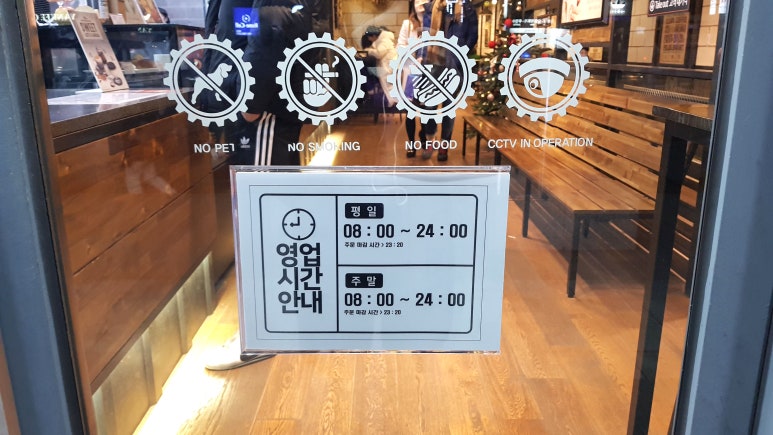 NO PET
NO SMOKING
NO FOOD
CCTV IN OPERATION
영업
시간
안내
평 일
08 : 00 ~ 24 : 00
주문 마감 시간 > 23 : 20
주 말
08 : 00 ~ 24 : 00
주문 마감 시간 > 23 : 20
adidas